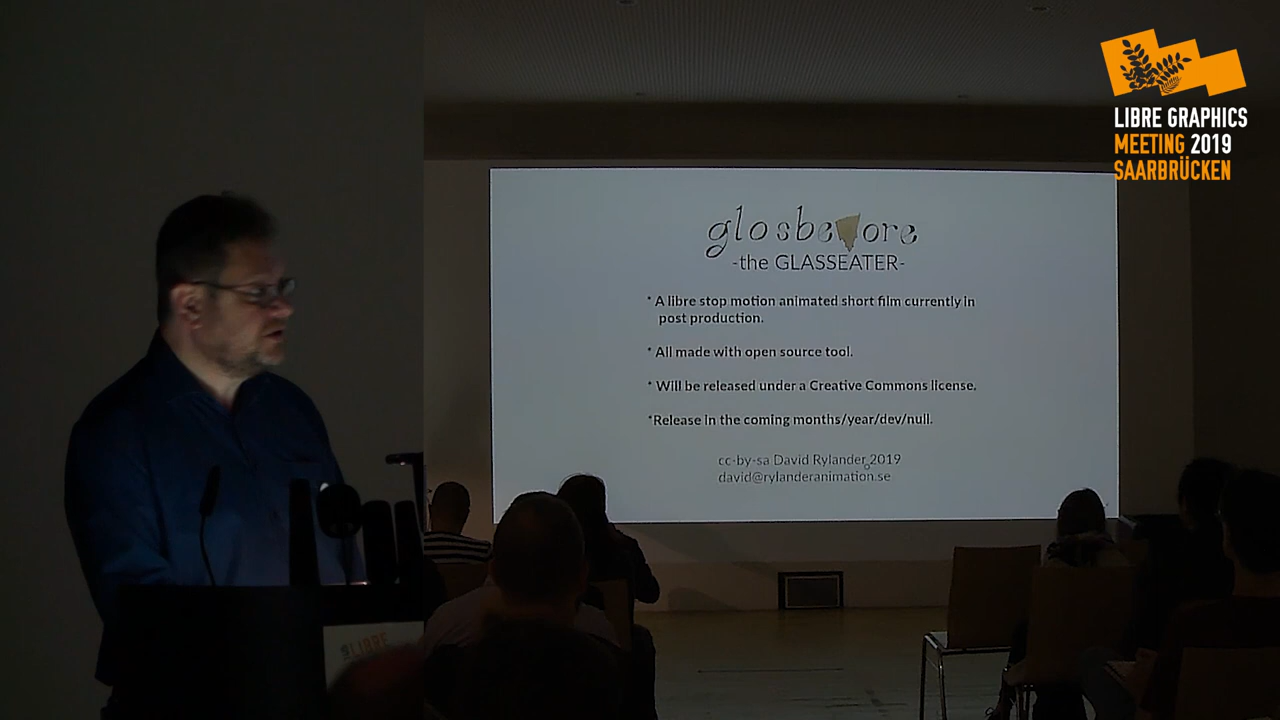 LIBRE GRAPHICS
MEETING 2019
SAARBRÜCKEN
glosbevore
-the GLASSEATER-
* A libre stop motion animated short film currently in
post production.
* All made with open source tool.
* Will be released under a Creative Commons license.
*Release in the coming months/year/dev/null.
cc-by-sa David Rylander 2019
david@rylanderanimation.se
LIBRE